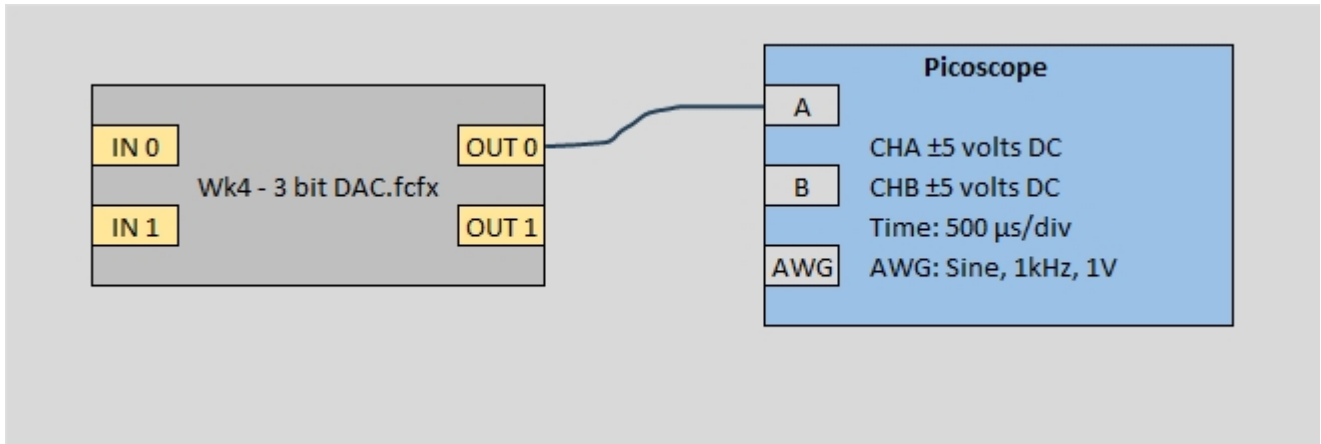 Picoscope
A
IN 0
OUT 0
CHA ±5 volts DC
Wk4 - 3 bit DAC.fcfx
B
CHB ±5 volts DC
IN 1
OUT 1
Time: 500 µs/div
AWG
AWG: Sine, 1kHz, 1V